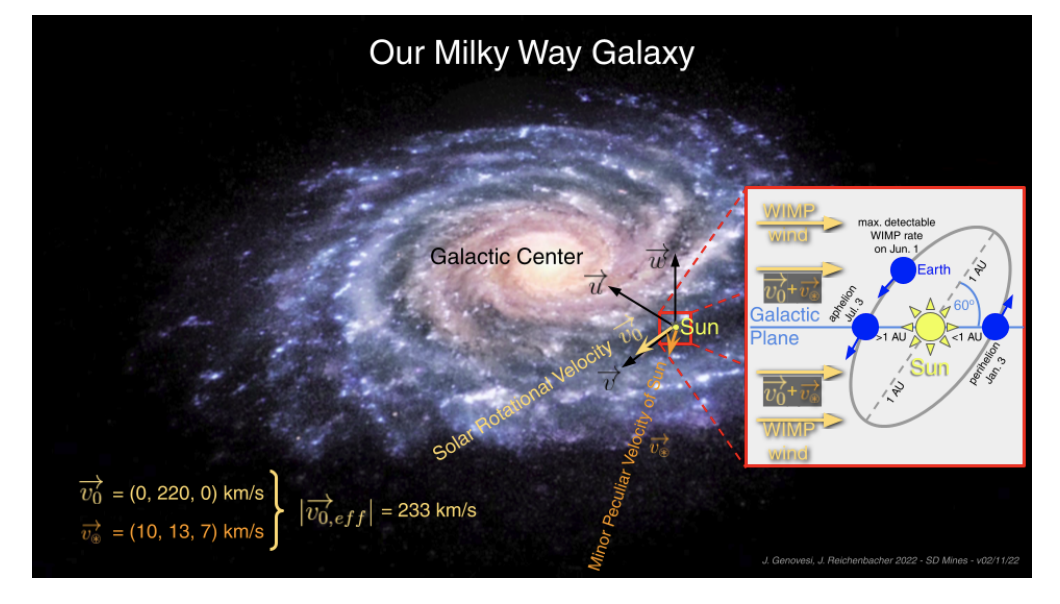 Our Milky Way Galaxy
Galactic Center
u
w
v
v0
Sun
Solar Rotational Velocity
Minor Peculiar Velocity of Sun
v⊛
WIMP
wind
max. detectable
WIMP rate
on Jun. 1
Earth
v0 + v⊛
aphelion
Jul. 3
1 AU
60°
Galactic
Plane
>1 AU
<1 AU
Sun
perihelion
Jan. 3
1 AU
v0 + v⊛
WIMP
wind
v0 = (0, 220, 0) km/s
v⊛ = (10, 13, 7) km/s
|v0,eff| = 233 km/s
J. Genovesi, J. Reichenbacher 2022 - SD Mines - v02/11/22